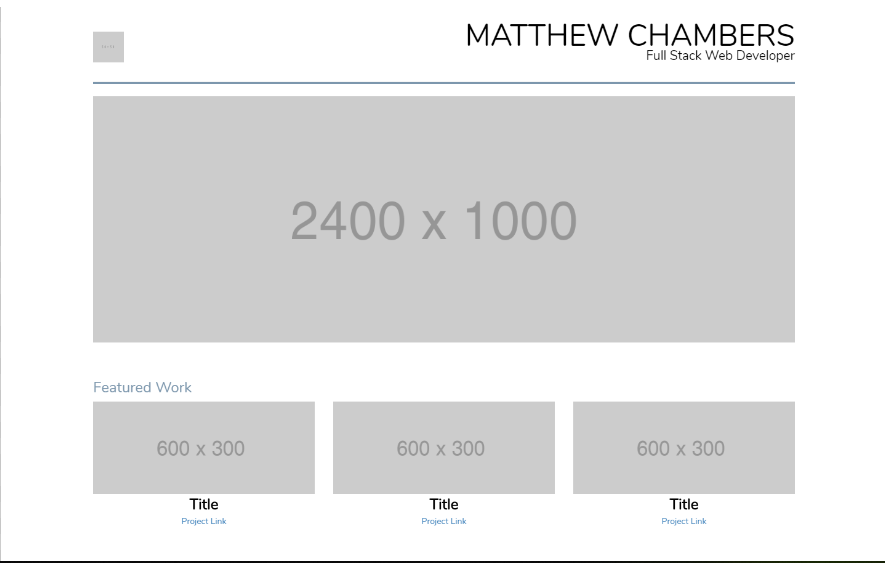 MATTHEW CHAMBERS
Full Stack Web Developer
2400 x 1000
Featured Work
600 x 300
600 x 300
600 x 300
Title
Title
Title
Project Link
Project Link
Project Link